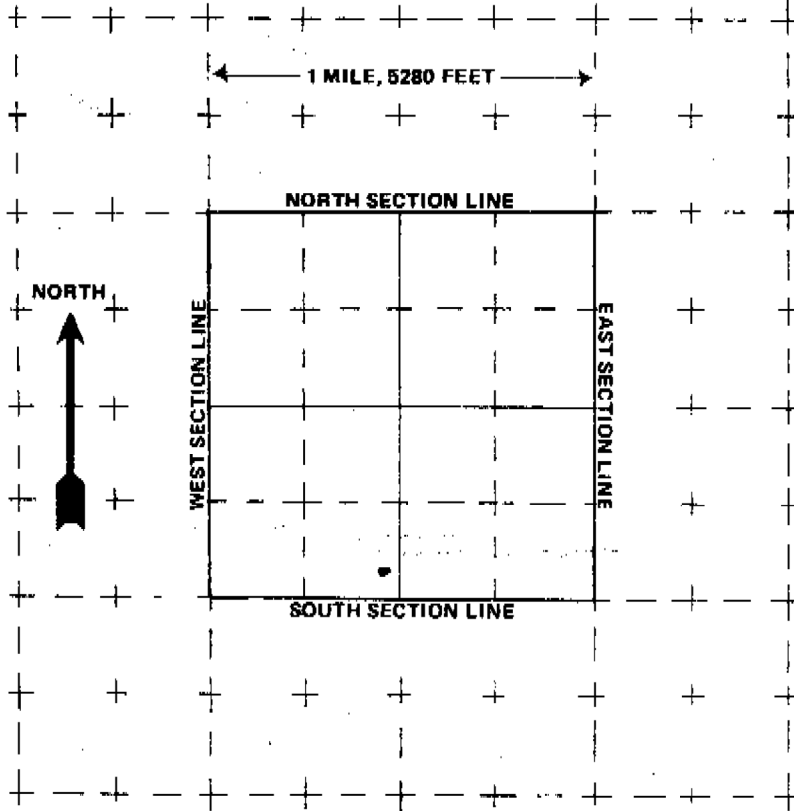 1 MILE, 5280 FEET
NORTH SECTION LINE
NORTH
WEST SECTION LINE
EAST SECTION LINE
SOUTH SECTION LINE